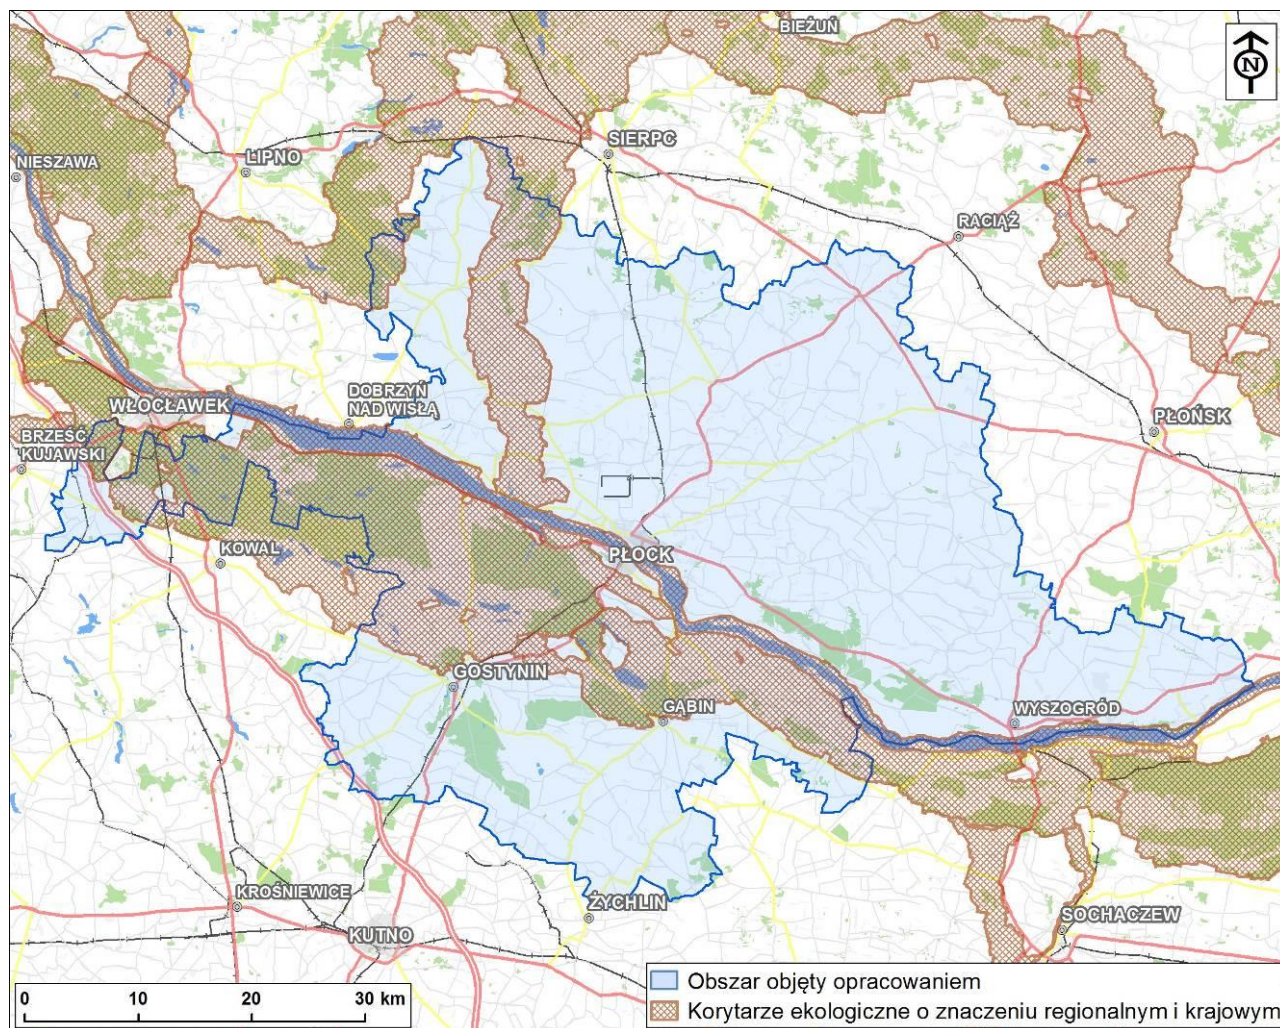 BIEŻUŃ
N
SIERPC
NIESZAWA
LIPNO
RACIĄŻ
WŁOCŁAWEK
DOBRZYŃ
NAD WISŁĄ
PŁOŃSK
BRZEŚĆ
KUJAWSKI
KOWAL
PŁOCK
GOSTYNIN
GĄBIN
WYSZOGRÓD
KROŚNIEWICE
ŻYCHLIN
SOCHACZEW
KUTNO
Obszar objęty opracowaniem
Korytarze ekologiczne o znaczeniu regionalnym i krajowym
0 10 20 30 km